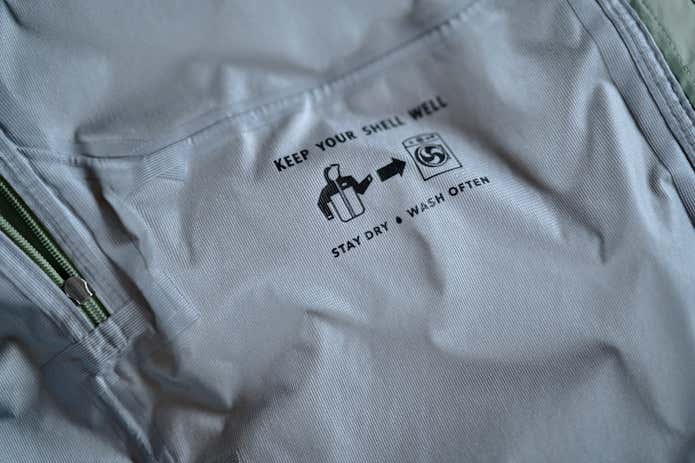 KEEP YOUR SHELL WELL
STAY DRY • WASH OFTEN